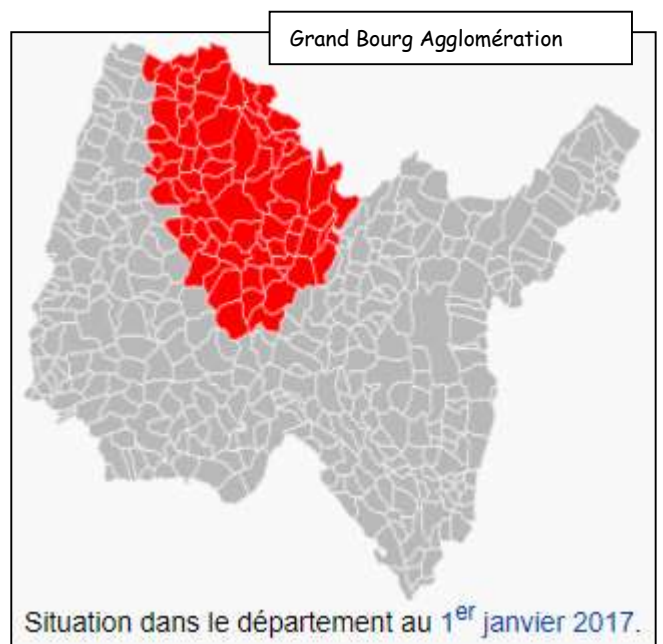 Grand Bourg Agglomération
Situation dans le département au 1er janvier 2017.